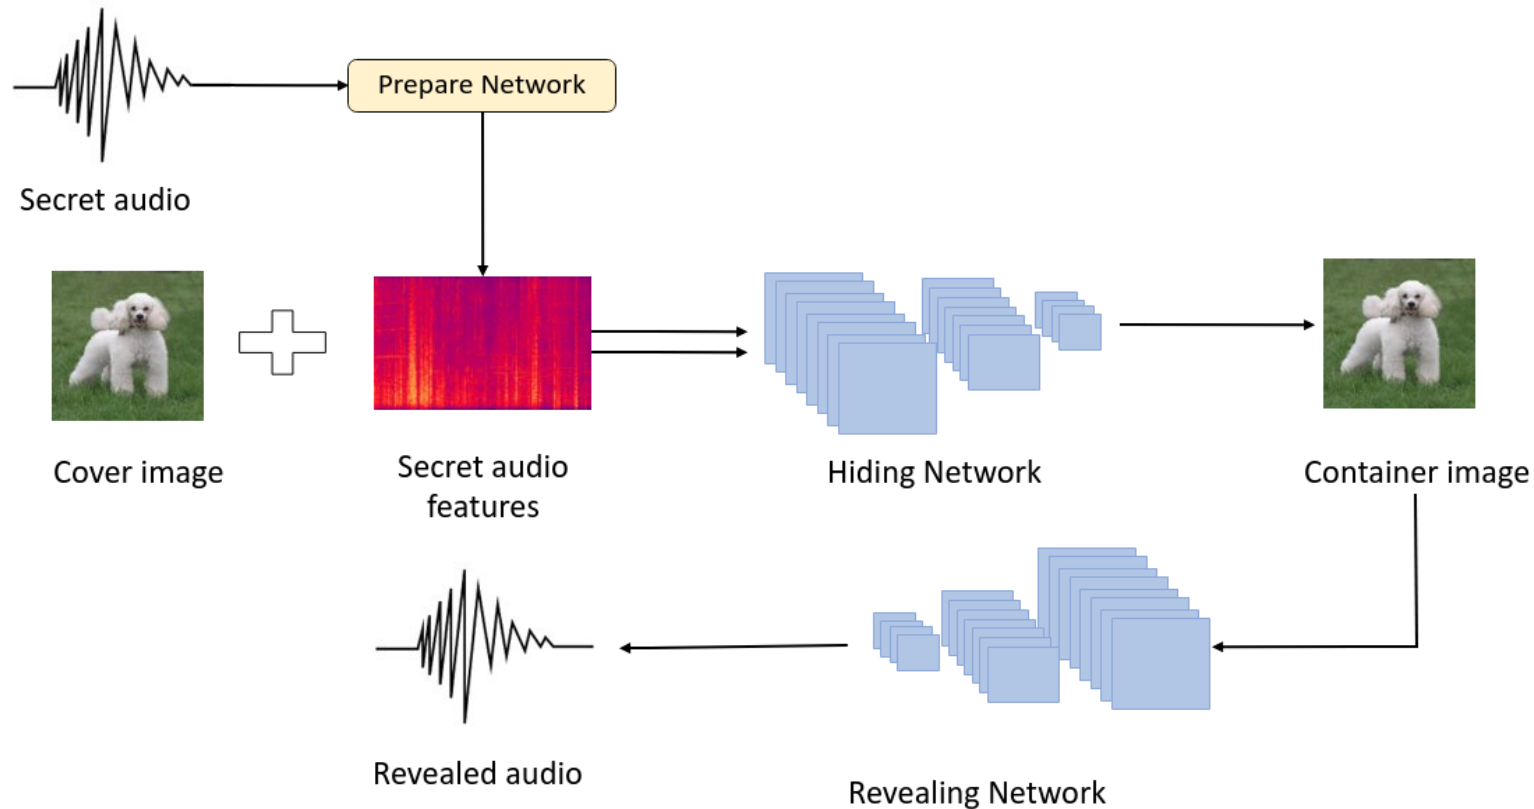 Prepare Network
Secret audio
Cover image
Secret audio
features
Hiding Network
Container image
Revealed audio
Revealing Network